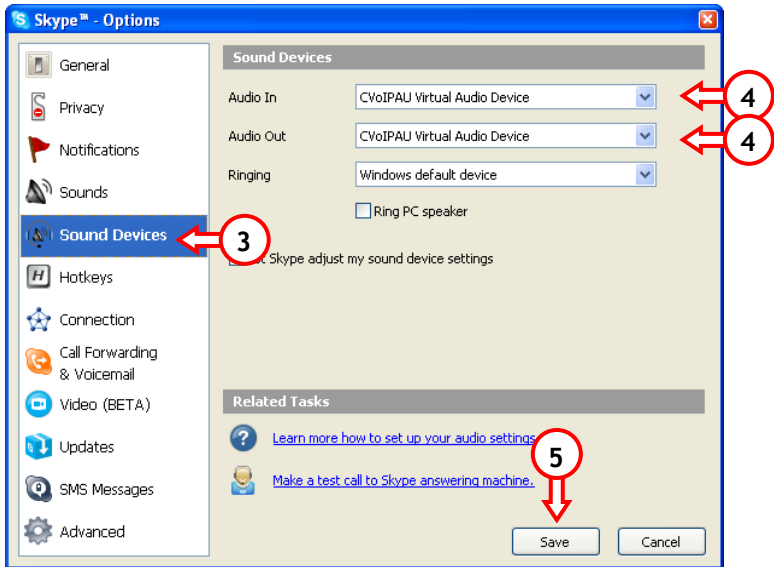 Skype™ - Options
General
Privacy
Notifications
Sounds
Sound Devices
Hotkeys
Connection
Call Forwarding
& Voicemail
Video (BETA)
Updates
SMS Messages
Advanced
Sound Devices
Audio In
CVoIPAU Virtual Audio Device
4
Audio Out
CVoIPAU Virtual Audio Device
4
Ringing
Windows default device
Ring PC speaker
3
Skype adjust my sound device settings
Related Tasks
Learn more how to set up your audio settings
Make a test call to Skype answering machine.
5
Save
Cancel